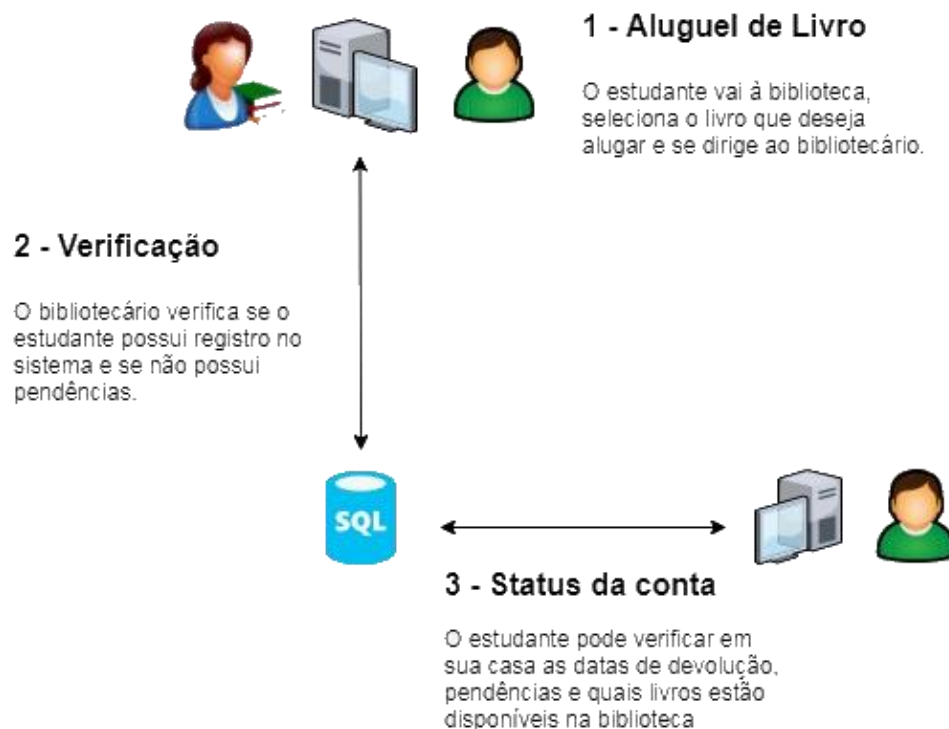 1 - Aluguel de Livro
O estudante vai à biblioteca,
seleciona o livro que deseja
alugar e se dirige ao bibliotecário.
2 - Verificação
O bibliotecário verifica se o
estudante possui registro no
sistema e se não possui
pendências.
SQL
3 - Status da conta
O estudante pode verificar em
sua casa as datas de devolução,
pendências e quais livros estão
disponíveis na biblioteca